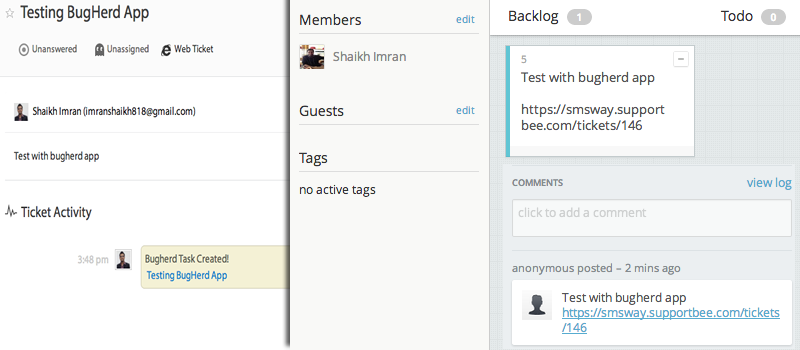 Testing BugHerd App
Unanswered
Unassigned
Web Ticket
Shaikh Imran (imranshaikh818@gmail.com)
Test with bugherd app
Ticket Activity
3:48 pm
Bugherd Task Created!
Testing BugHerd App
Members
edit
Shaikh Imran
Guests
edit
Tags
no active tags
Backlog 1
Todo 0
5
Test with bugherd app
https://smsway.support
bee.com/tickets/146
COMMENTS
view log
click to add a comment
anonymous posted – 2 mins ago
Test with bugherd app
https://smsway.supportbee.com/tickets
/146